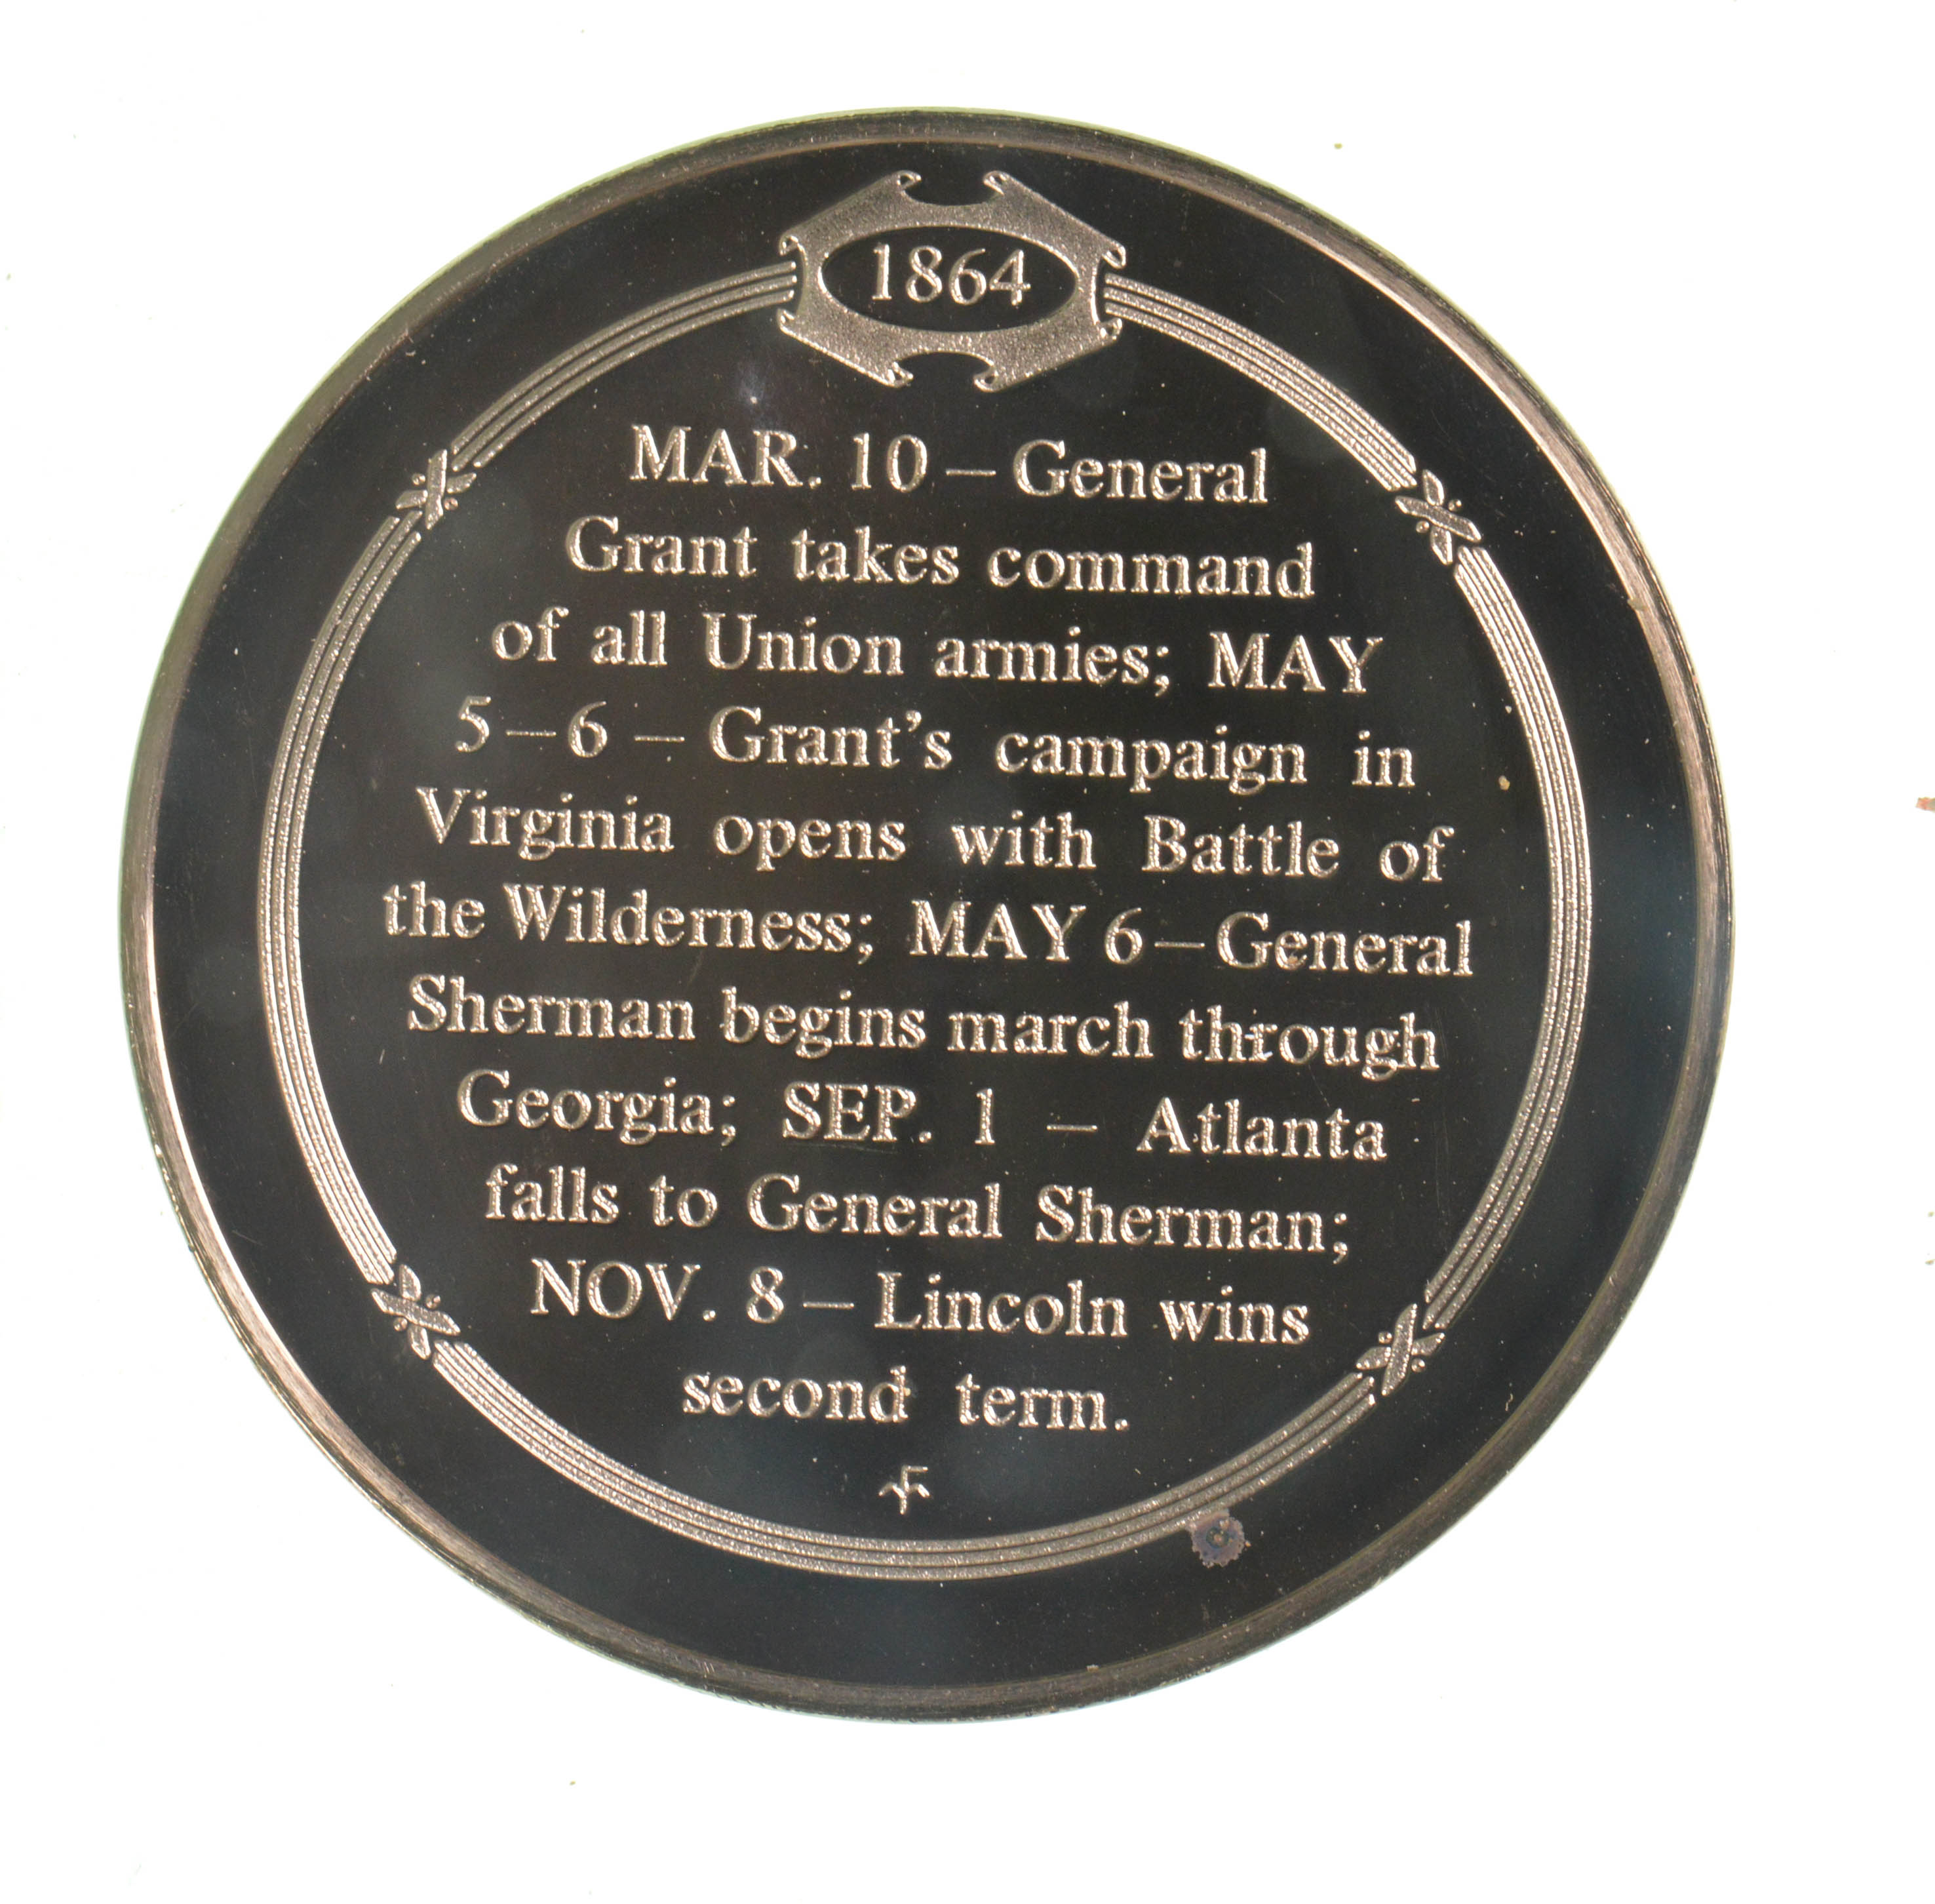 1864
MAR. 10 – General
Grant takes command
of all Union armies; MAY
5–6 – Grant's campaign in
Virginia opens with Battle of
the Wilderness; MAY 6–General
Sherman begins march through
Georgia; SEP. 1 – Atlanta
falls to General Sherman;
NOV. 8 – Lincoln wins
second term.